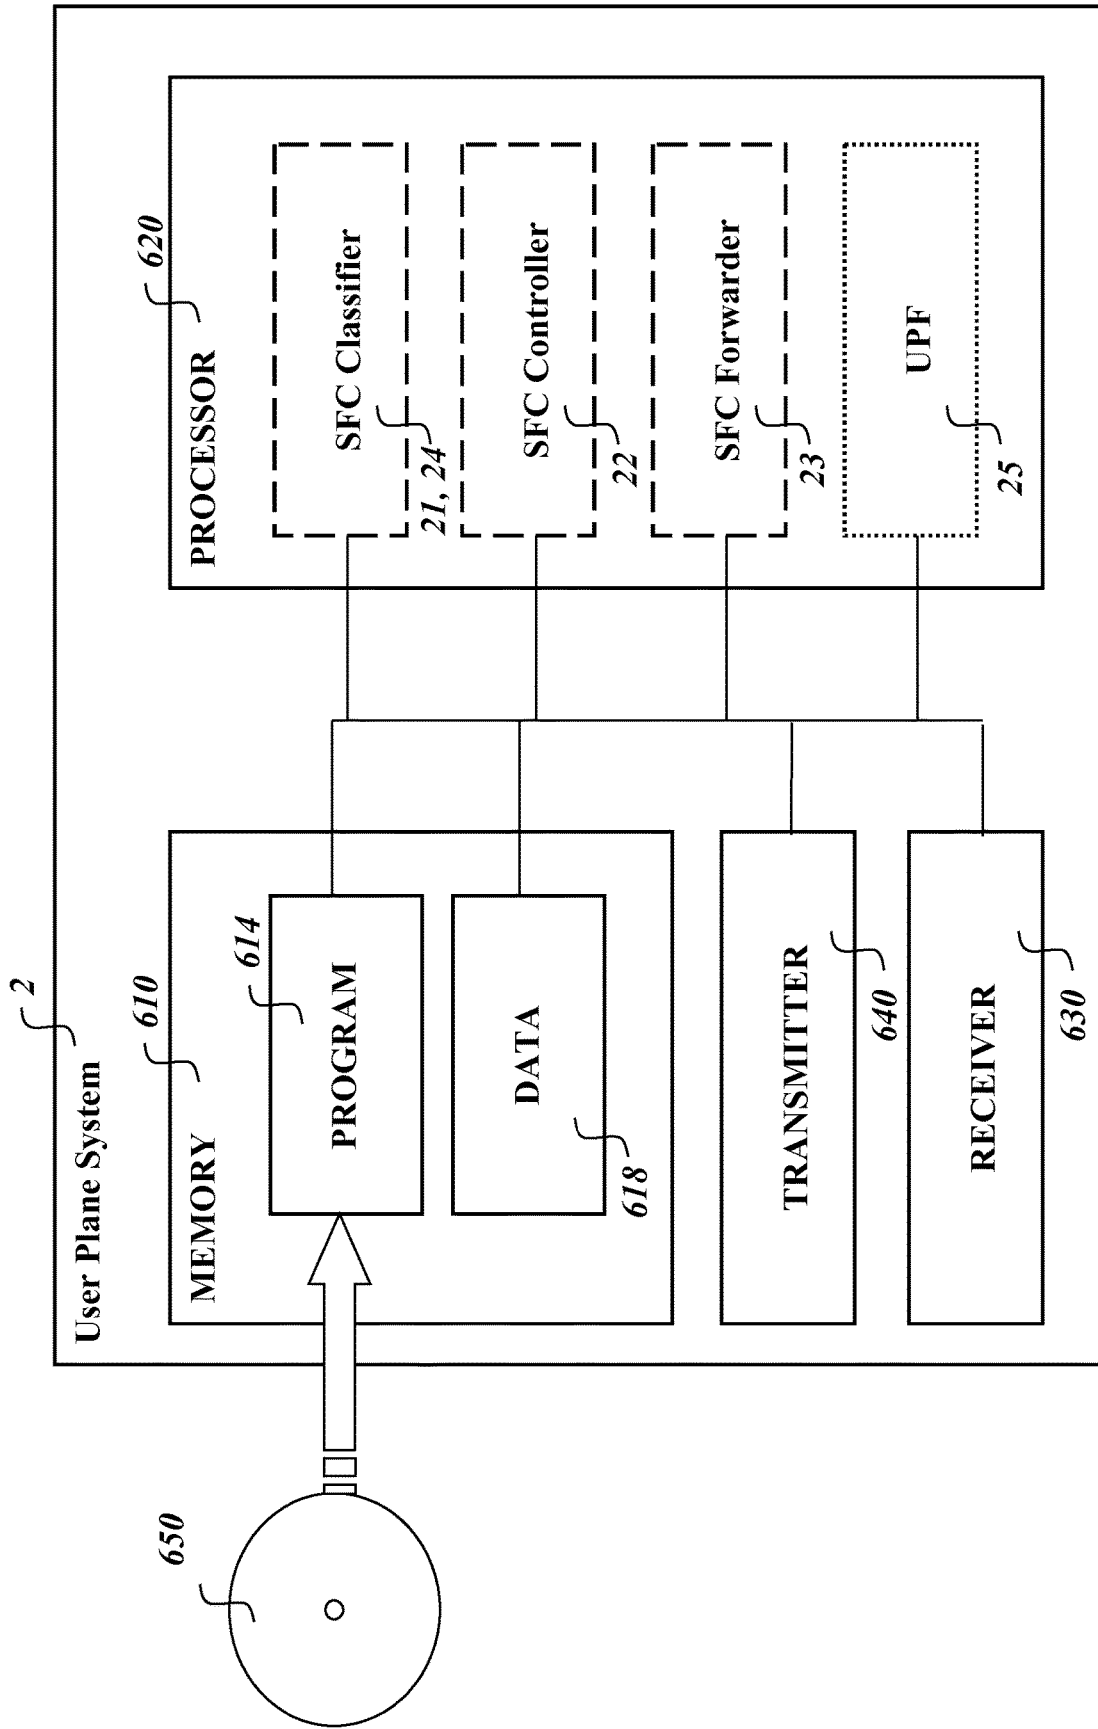 User Plane System
2
MEMORY
610
PROGRAM
614
DATA
618
TRANSMITTER
640
RECEIVER
630
650
PROCESSOR
620
SFC Classifier
21, 24
SFC Controller
22
SFC Forwarder
23
UPF
25